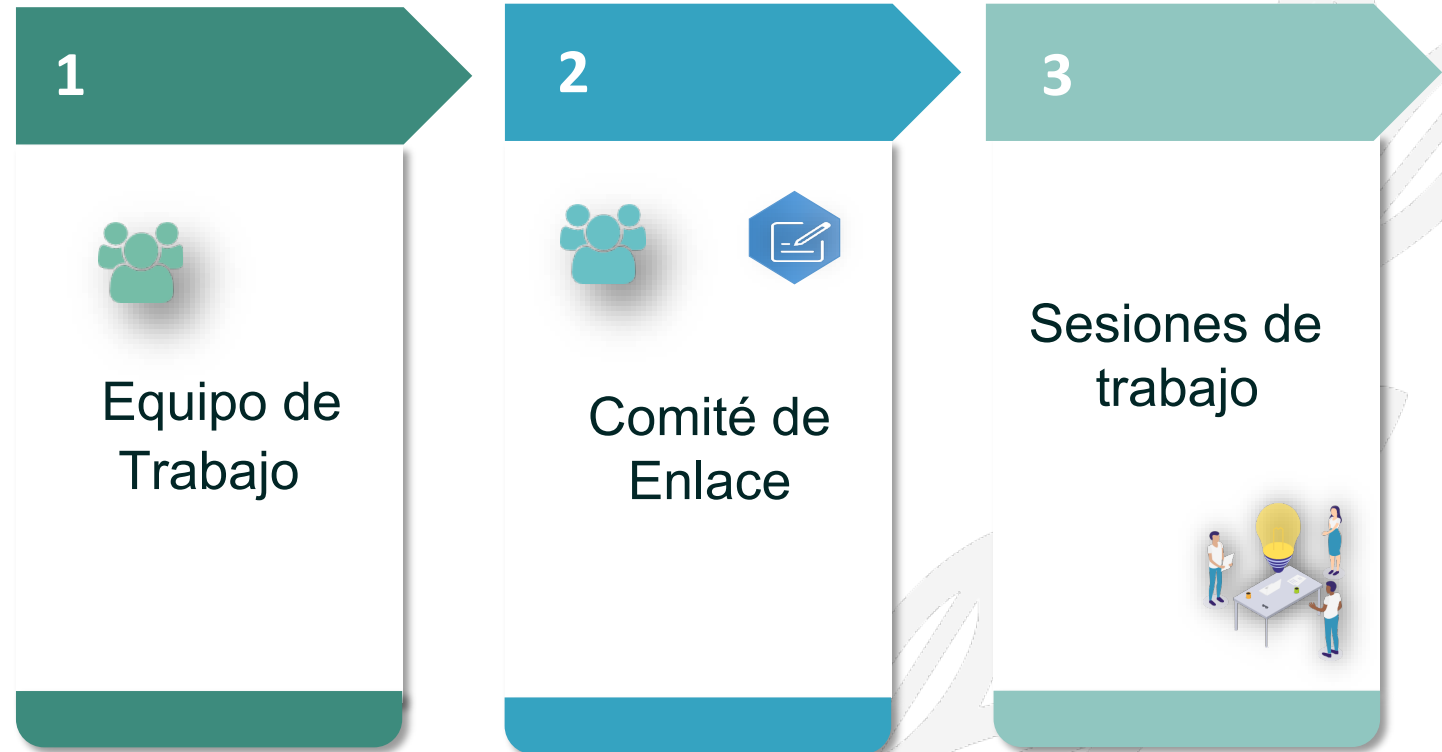 1
Equipo de
Trabajo
2
Comité de
Enlace
3
Sesiones de
trabajo